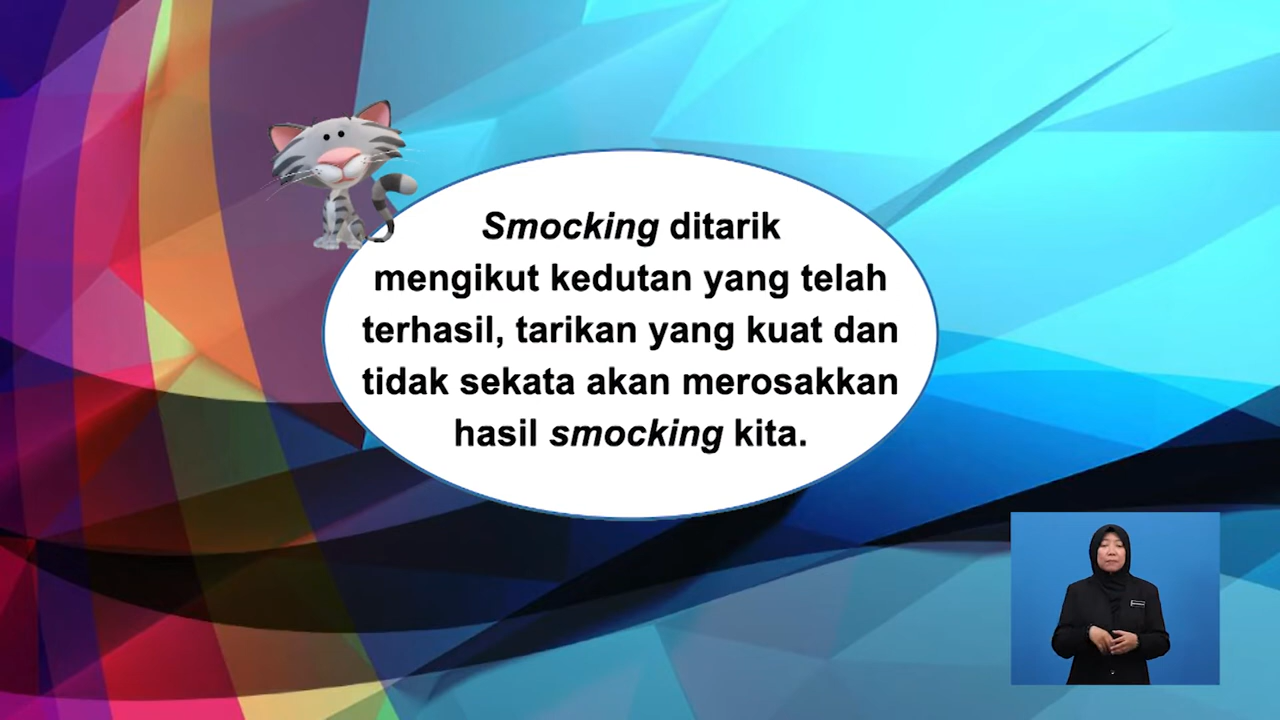 Smocking ditarik
mengikut kedutan yang telah
terhasil, tarikan yang kuat dan
tidak sekata akan merosakkan
hasil smocking kita.